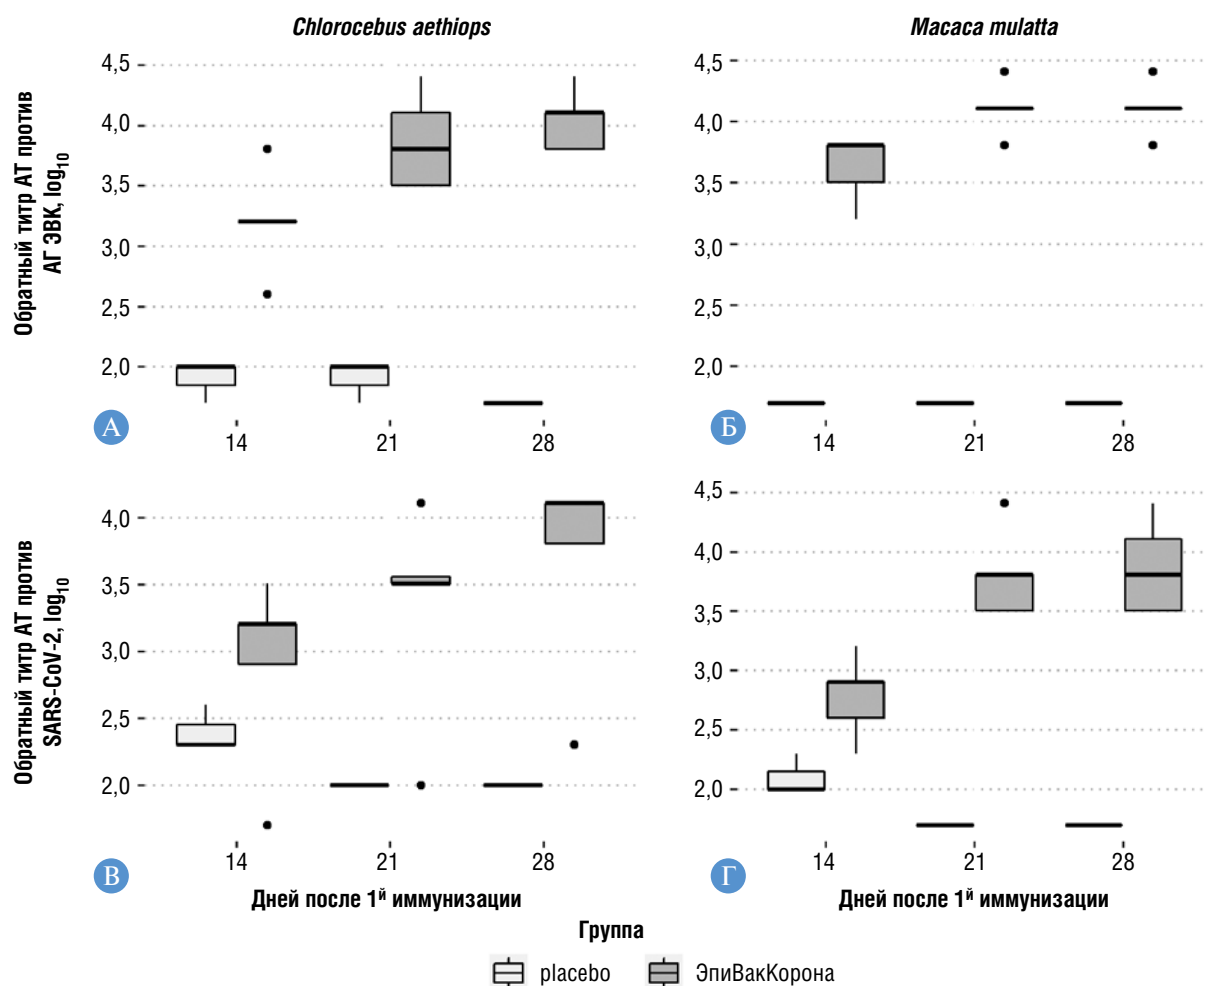 Chlorocebus aethiops
Macaca mulatta
Обратный титр АТ против
АГ ЭВК, log10
4,5
4,0
3,5
3,0
2,5
2,0
А
14
21
28
4,5
4,0
3,5
3,0
2,5
2,0
Б
14
21
28
Обратный титр АТ против
SARS-CoV-2, log10
4,0
3,5
3,0
2,5
2,0
В
14
21
28
Дней после 1й иммунизации
4,5
4,0
3,5
3,0
2,5
2,0
Г
14
21
28
Дней после 1й иммунизации
Группа
placebo
ЭпиВакКорона